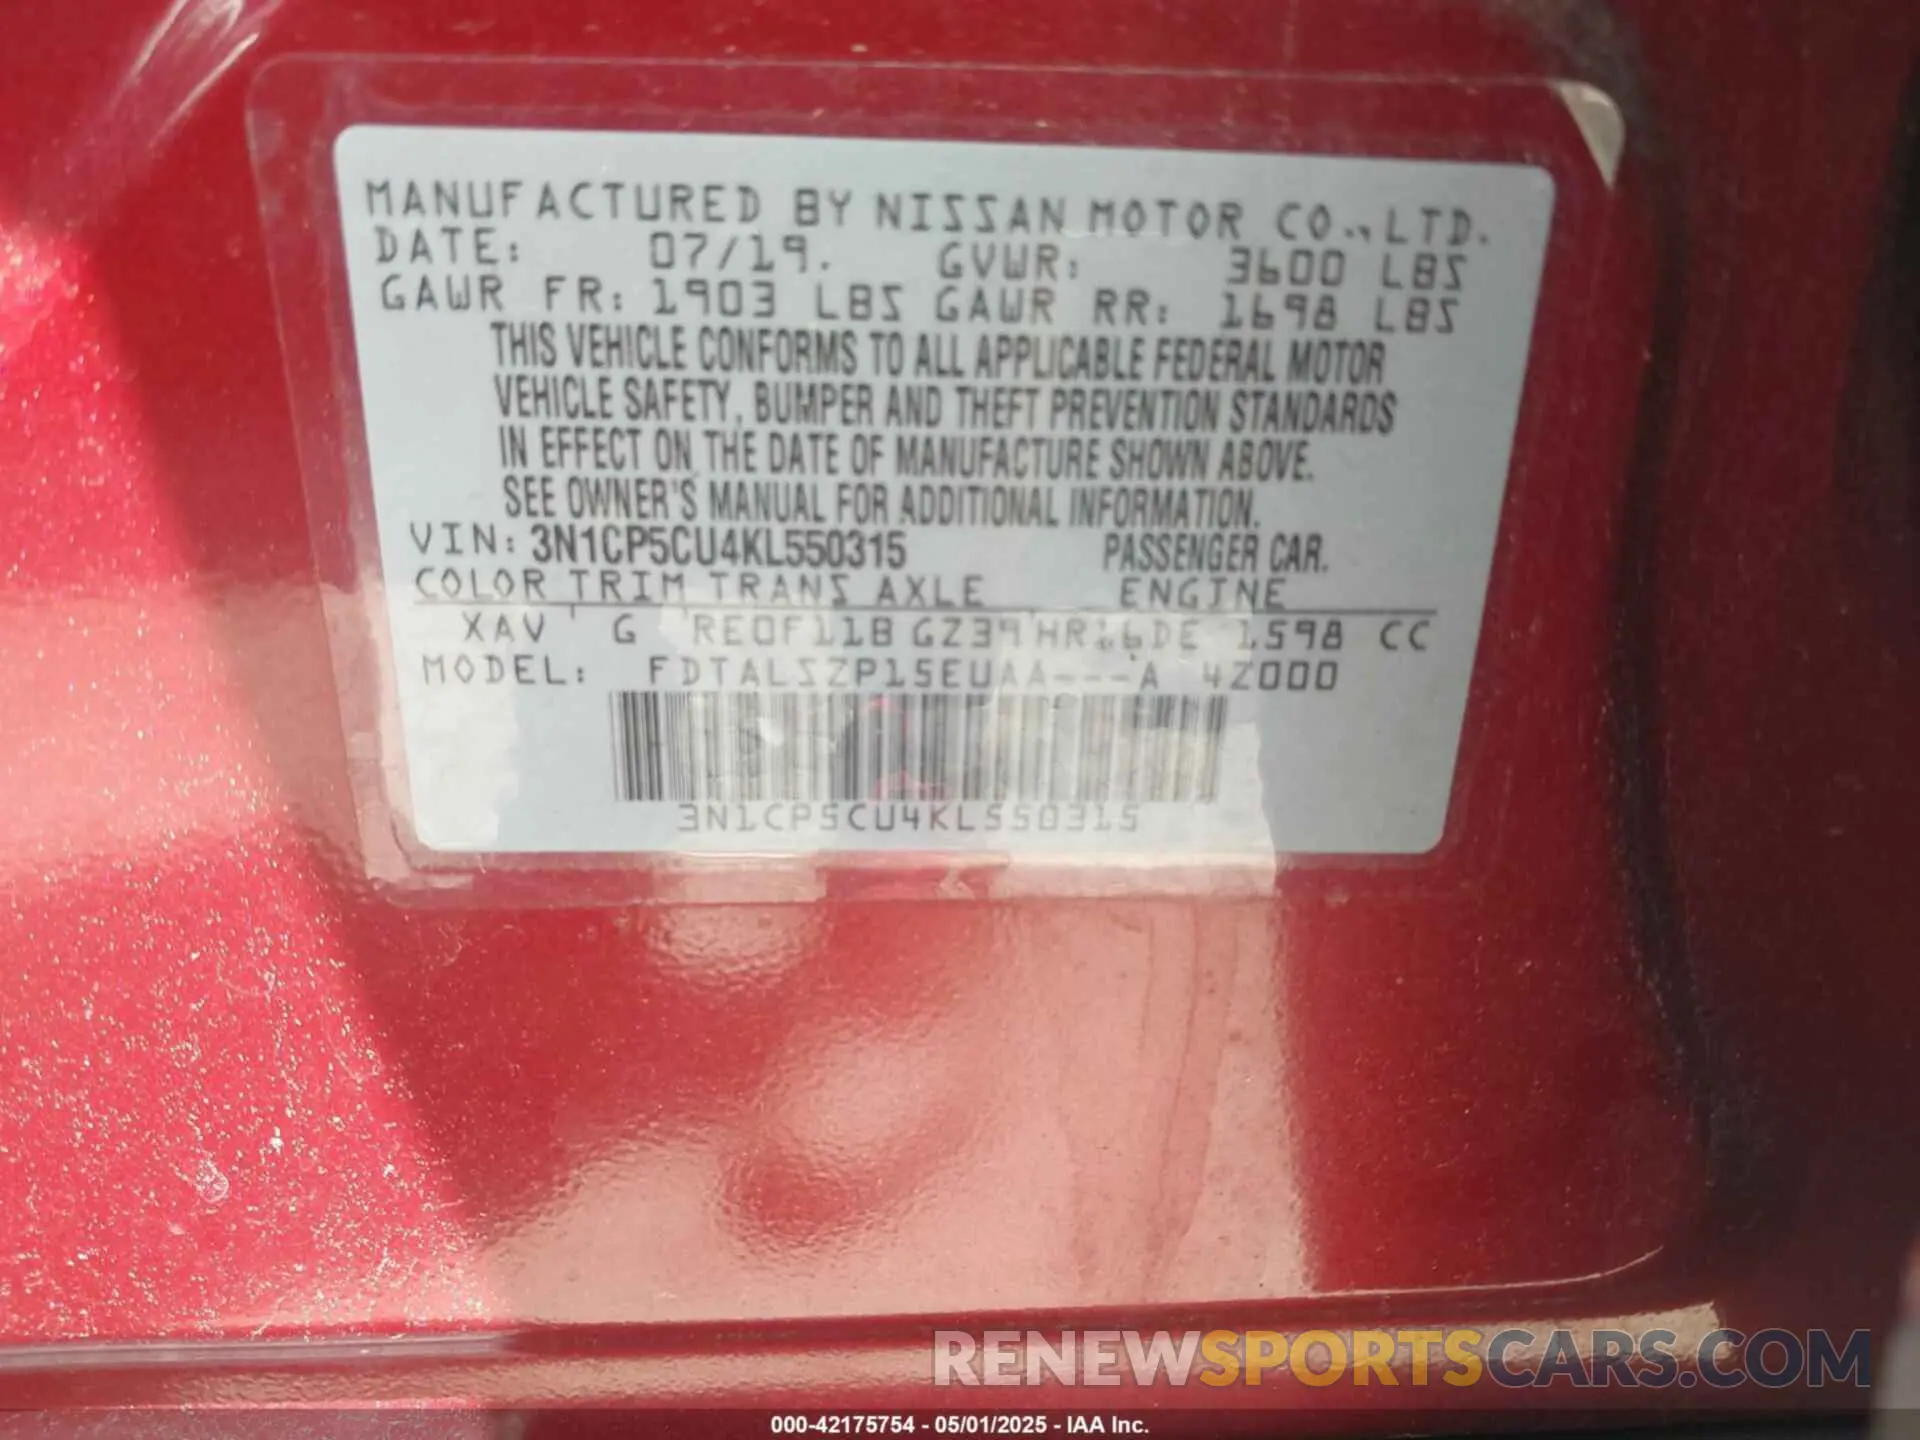 MANUFACTURED BY NISSAN MOTOR CO., LTD.
DATE: 07/19. GVWR: 3600 LBS
GAWR FR: 1903 LBS GAWR RR: 1698 LBS
THIS VEHICLE CONFORMS TO ALL APPLICABLE FEDERAL MOTOR
VEHICLE SAFETY, BUMPER AND THEFT PREVENTION STANDARDS
IN EFFECT ON THE DATE OF MANUFACTURE SHOWN ABOVE.
SEE OWNER'S MANUAL FOR ADDITIONAL INFORMATION.
VIN: 3N1CP5CU4KL550315 PASSENGER CAR.
COLOR TRIM TRANS AXLE ENGINE
XAV G RE0F11B GZ39 HR16DE 1598 CC
MODEL: FDTALSZP15EUAA---A 4Z000
3N1CP5CU4KL550315
RENEWSPORTSCARS.COM
000-42175754 - 05/01/2025 - IAA Inc.